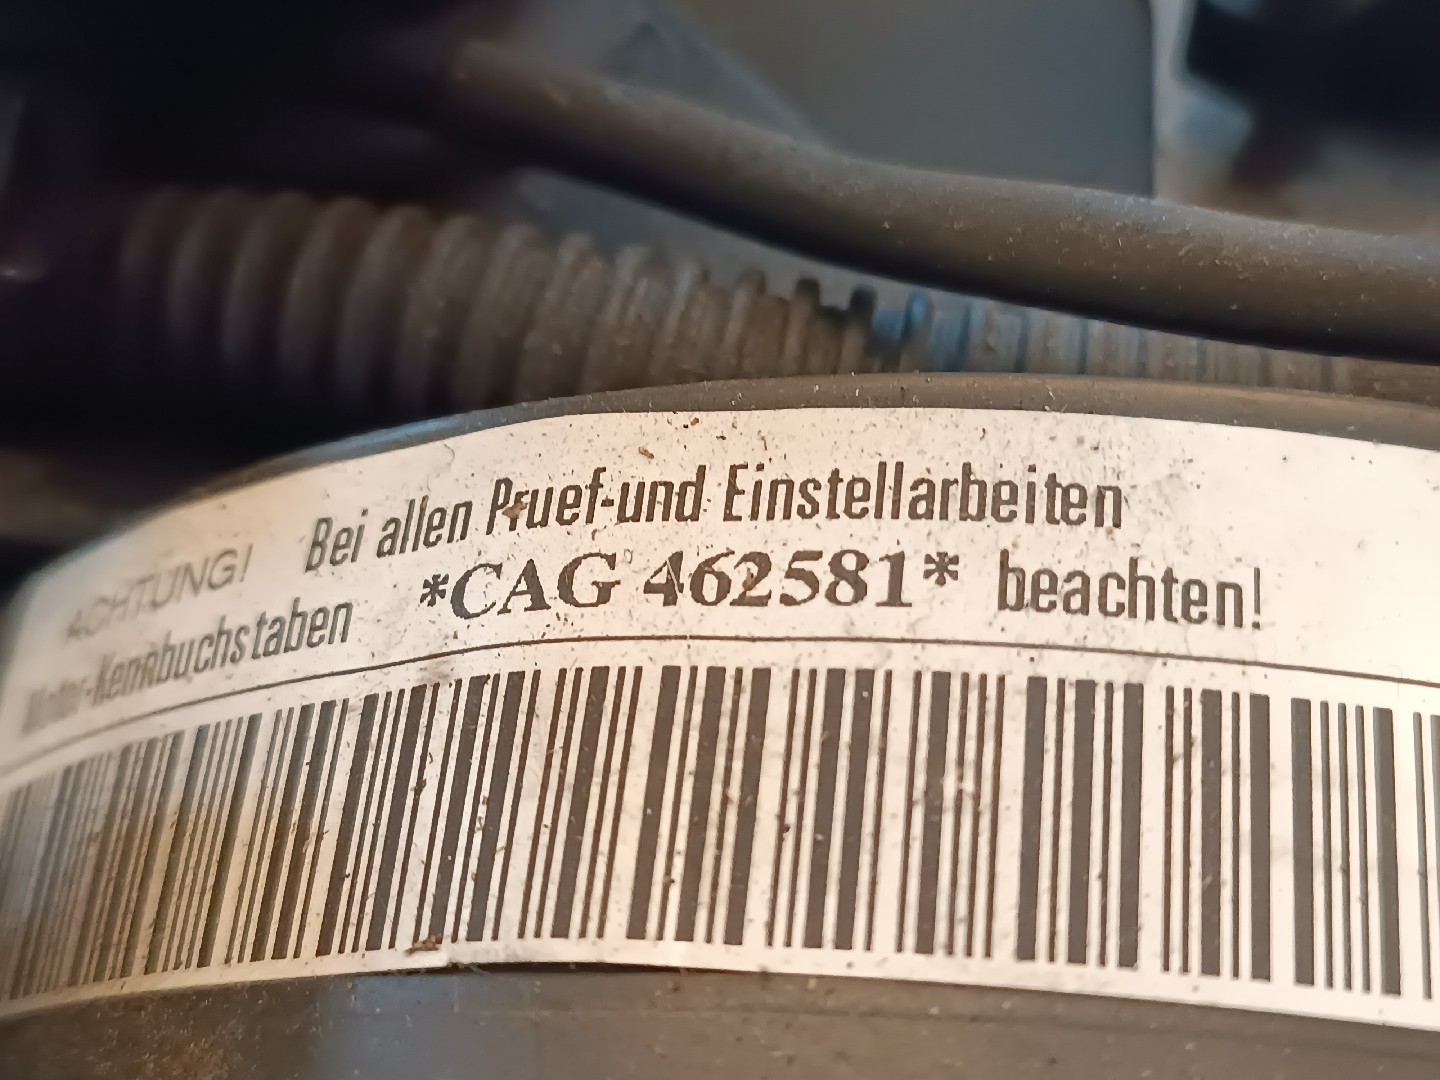 ACHTUNG! Bei allen Pruef-und Einstellarbeiten
Motor-Kennbuchstaben *CAG 462581* beachten!